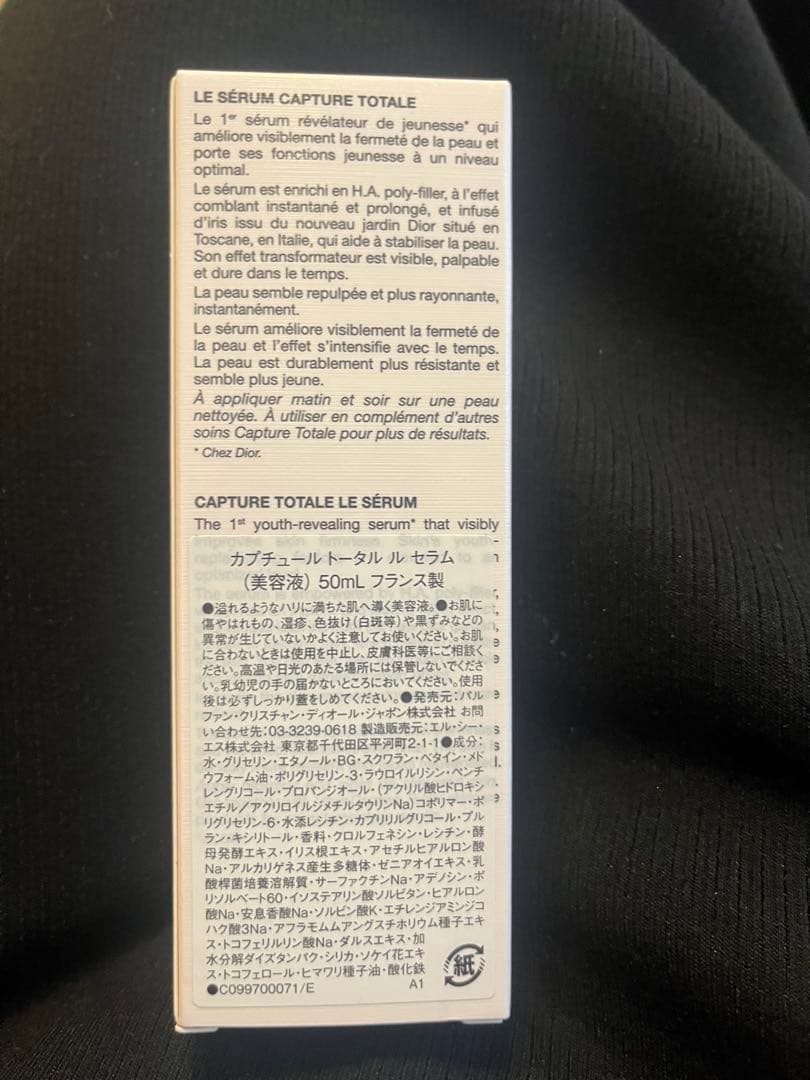 LE SÉRUM CAPTURE TOTALE
Le 1er sérum révélateur de jeunesse* qui
améliore visiblement la fermeté de la peau et
porte ses fonctions jeunesse à un niveau
optimal.
Le sérum est enrichi en H.A. poly-filler, à l'effet
comblant instantané et prolongé, et infusé
d'iris issu du nouveau jardin Dior situé en
Toscane, en Italie, qui aide à stabiliser la peau.
Son effet transformateur est visible, palpable
et dure dans le temps.
La peau semble repulpée et plus rayonnante,
instantanément.
Le sérum améliore visiblement la fermeté de
la peau et l'effet s'intensifie avec le temps.
La peau est durablement plus résistante et
semble plus jeune.
À appliquer matin et soir sur une peau
nettoyée. À utiliser en complément d'autres
soins Capture Totale pour plus de résultats.
* Chez Dior.
CAPTURE TOTALE LE SÉRUM
The 1st youth-revealing serum* that visibly
カプチュール トータル ル セラム
（美容液）50mL フランス製
●溢れるようなハリに満ちた肌へ導く美容液。●お肌に
傷やはれもの、湿疹、色抜け(白斑等)や黒ずみなどの
異常が生じていないかよく注意してお使いください。お肌
に合わないときは使用を中止し、皮膚科医等にご相談く
ださい。高温や日光のあたる場所には保管しないでくださ
い。乳幼児の手の届かないところにおいてください。使用
後は必ずしっかり蓋をしめてください。●発売元：パル
ファン・クリスチャン・ディオール・ジャポン株式会社 お問
い合わせ先：03-3239-0618 製造販売元：エル・シー・
エス株式会社 東京都千代田区平河町2-1-1●成分：
水・グリセリン・エタノール・BG・スクワラン・ベタイン・メド
ウフォーム油・ポリグリセリン-3・ラウロイルリシン・ペンチ
レングリコール・プロパンジオール・（アクリル酸ヒドロキシ
エチル／アクリロイルジメチルタウリンNa）コポリマー・ポ
リグリセリン-6・水添レシチン・カプリリルグリコール・プル
ラン・キシリトール・香料・クロルフェネシン・レシチン・酵
母発酵エキス・イリス根エキス・アセチルヒアルロン酸
Na・アルカリゲネス産生多糖体・ゼニアオイエキス・乳
酸桿菌培養溶解質・サーファクチンNa・アデノシン・ポ
リソルベート60・イソステアリン酸ソルビタン・ヒアルロン
酸Na・安息香酸Na・ソルビン酸K・エチレンジアミンジコ
ハク酸3Na・アフラモムムアングスチホリウム種子エキ
ス・トコフェリルリン酸Na・ダルスエキス・加
水分解ダイズタンパク・シリカ・ソケイ花エキ
ス・トコフェロール・ヒマワリ種子油・酸化鉄
●C099700071/E
A1
紙